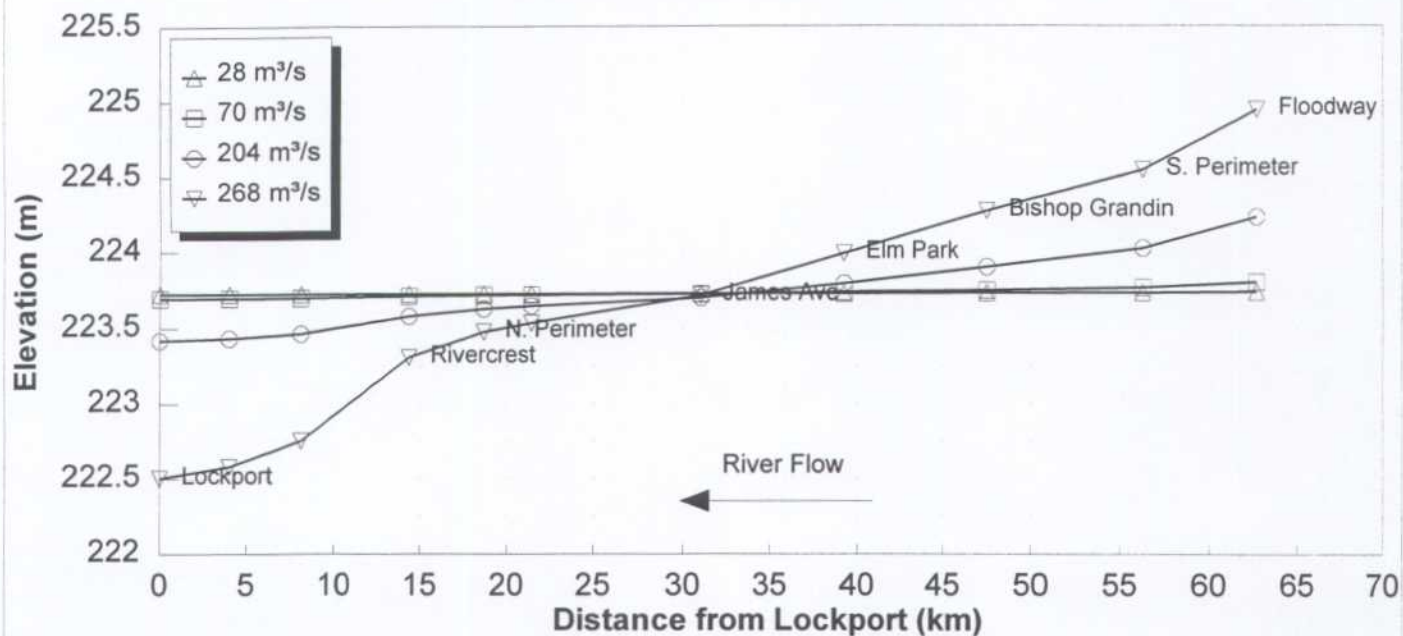 225.5
225
224.5
224
223.5
223
222.5
222
Elevation (m)
28 m³/s
70 m³/s
204 m³/s
268 m³/s
Floodway
S. Perimeter
Bishop Grandin
Elm Park
James Ave
N. Perimeter
Rivercrest
Lockport
River Flow
0 5 10 15 20 25 30 35 40 45 50 55 60 65 70
Distance from Lockport (km)